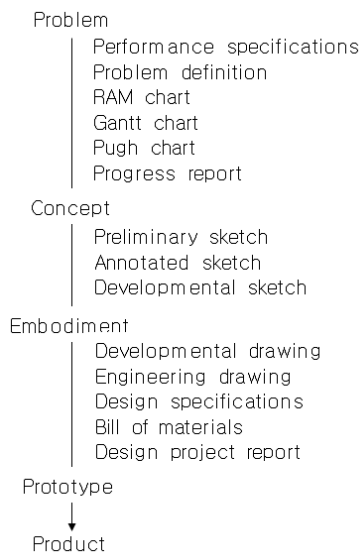 Problem
Performance specifications
Problem definition
RAM chart
Gantt chart
Pugh chart
Progress report
Concept
Preliminary sketch
Annotated sketch
Developmental sketch
Embodiment
Developmental drawing
Engineering drawing
Design specifications
Bill of materials
Design project report
Prototype
Product